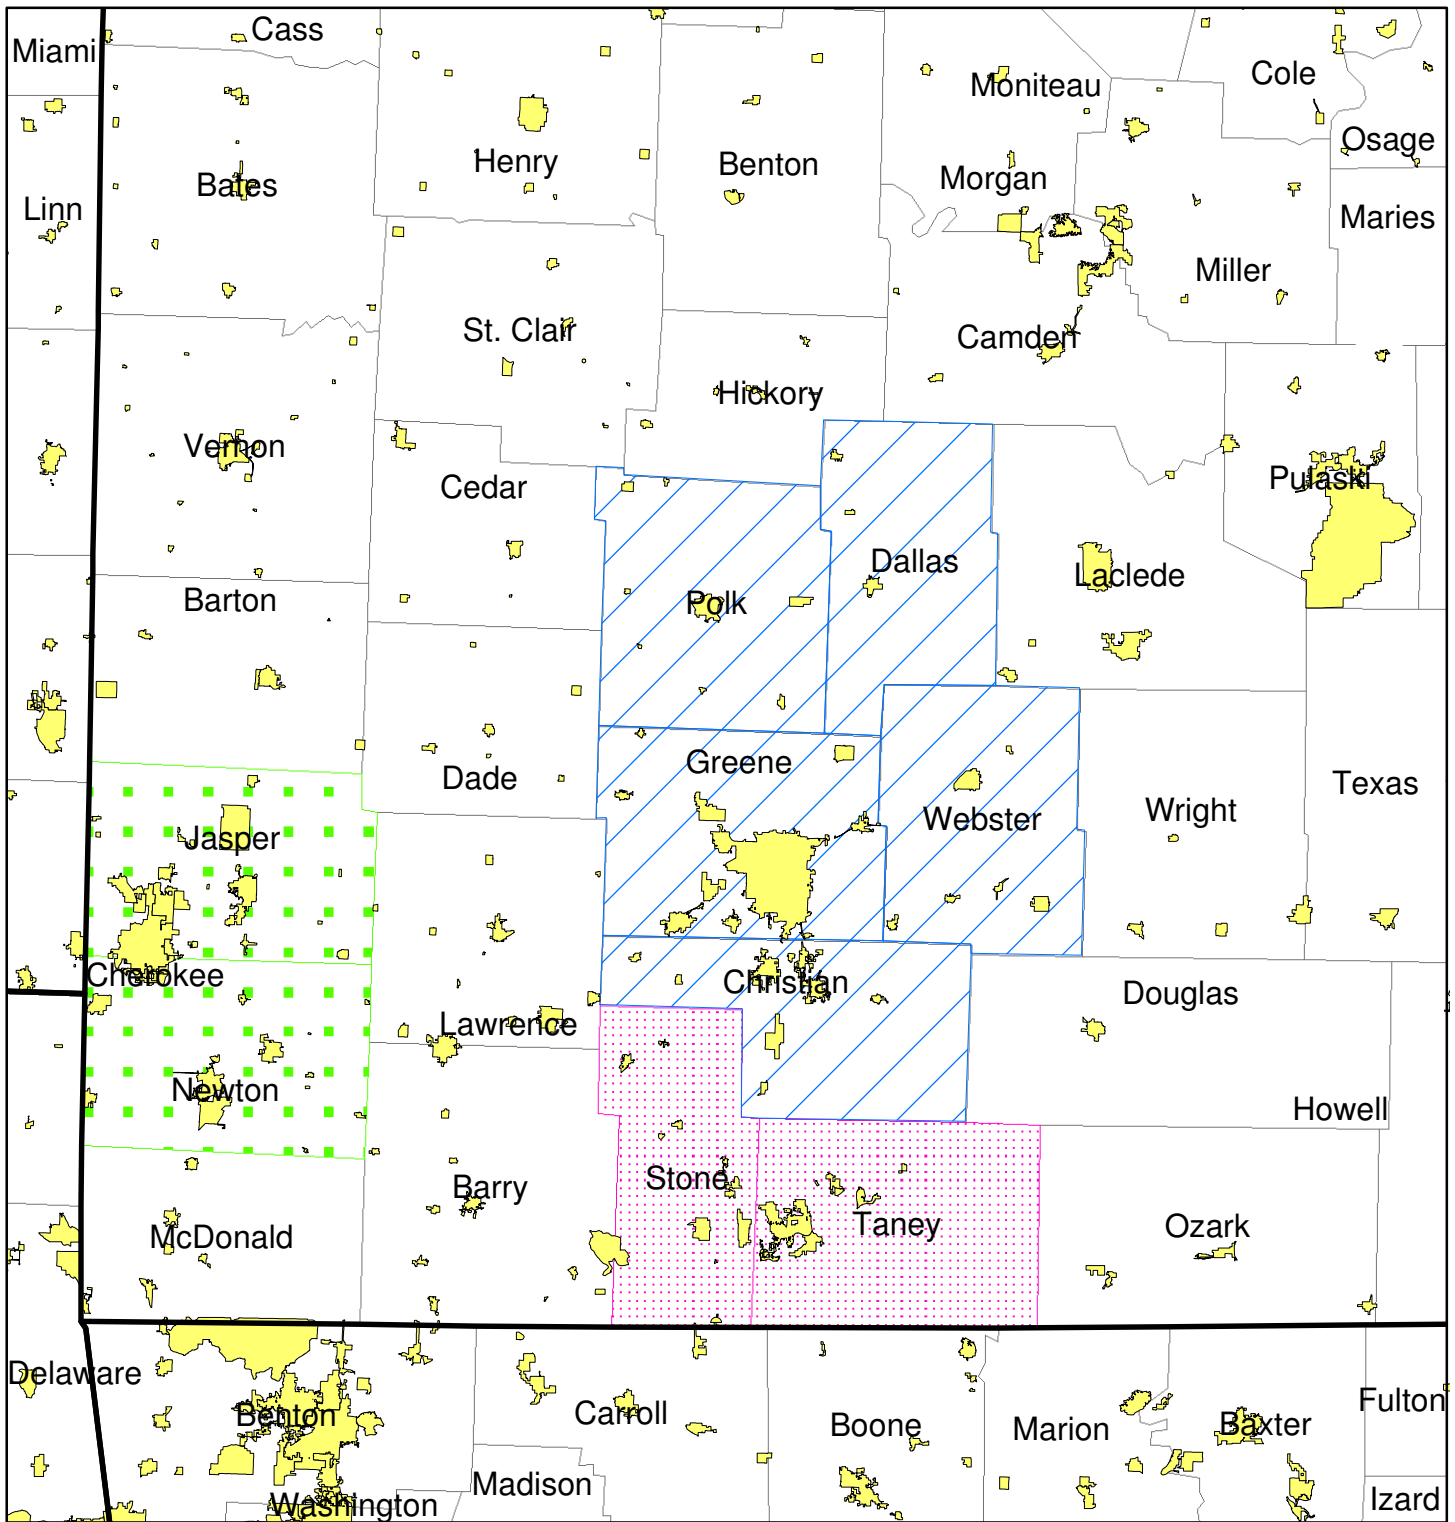 Cass
Miami
Cole
Moniteau
Osage
Henry
Benton
Morgan
Bates
Linn
Maries
Miller
St. Clair
Camden
Hickory
Vernon
Cedar
Pulaski
Dallas
Laclede
Barton
Polk
Greene
Dade
Texas
Wright
Webster
Jasper
Cherokee
Christian
Douglas
Lawrence
Newton
Howell
Stone
Barry
Taney
Ozark
McDonald
Delaware
Fulton
Benton
Carroll
Boone
Marion
Baxter
Madison
Washington
Izard